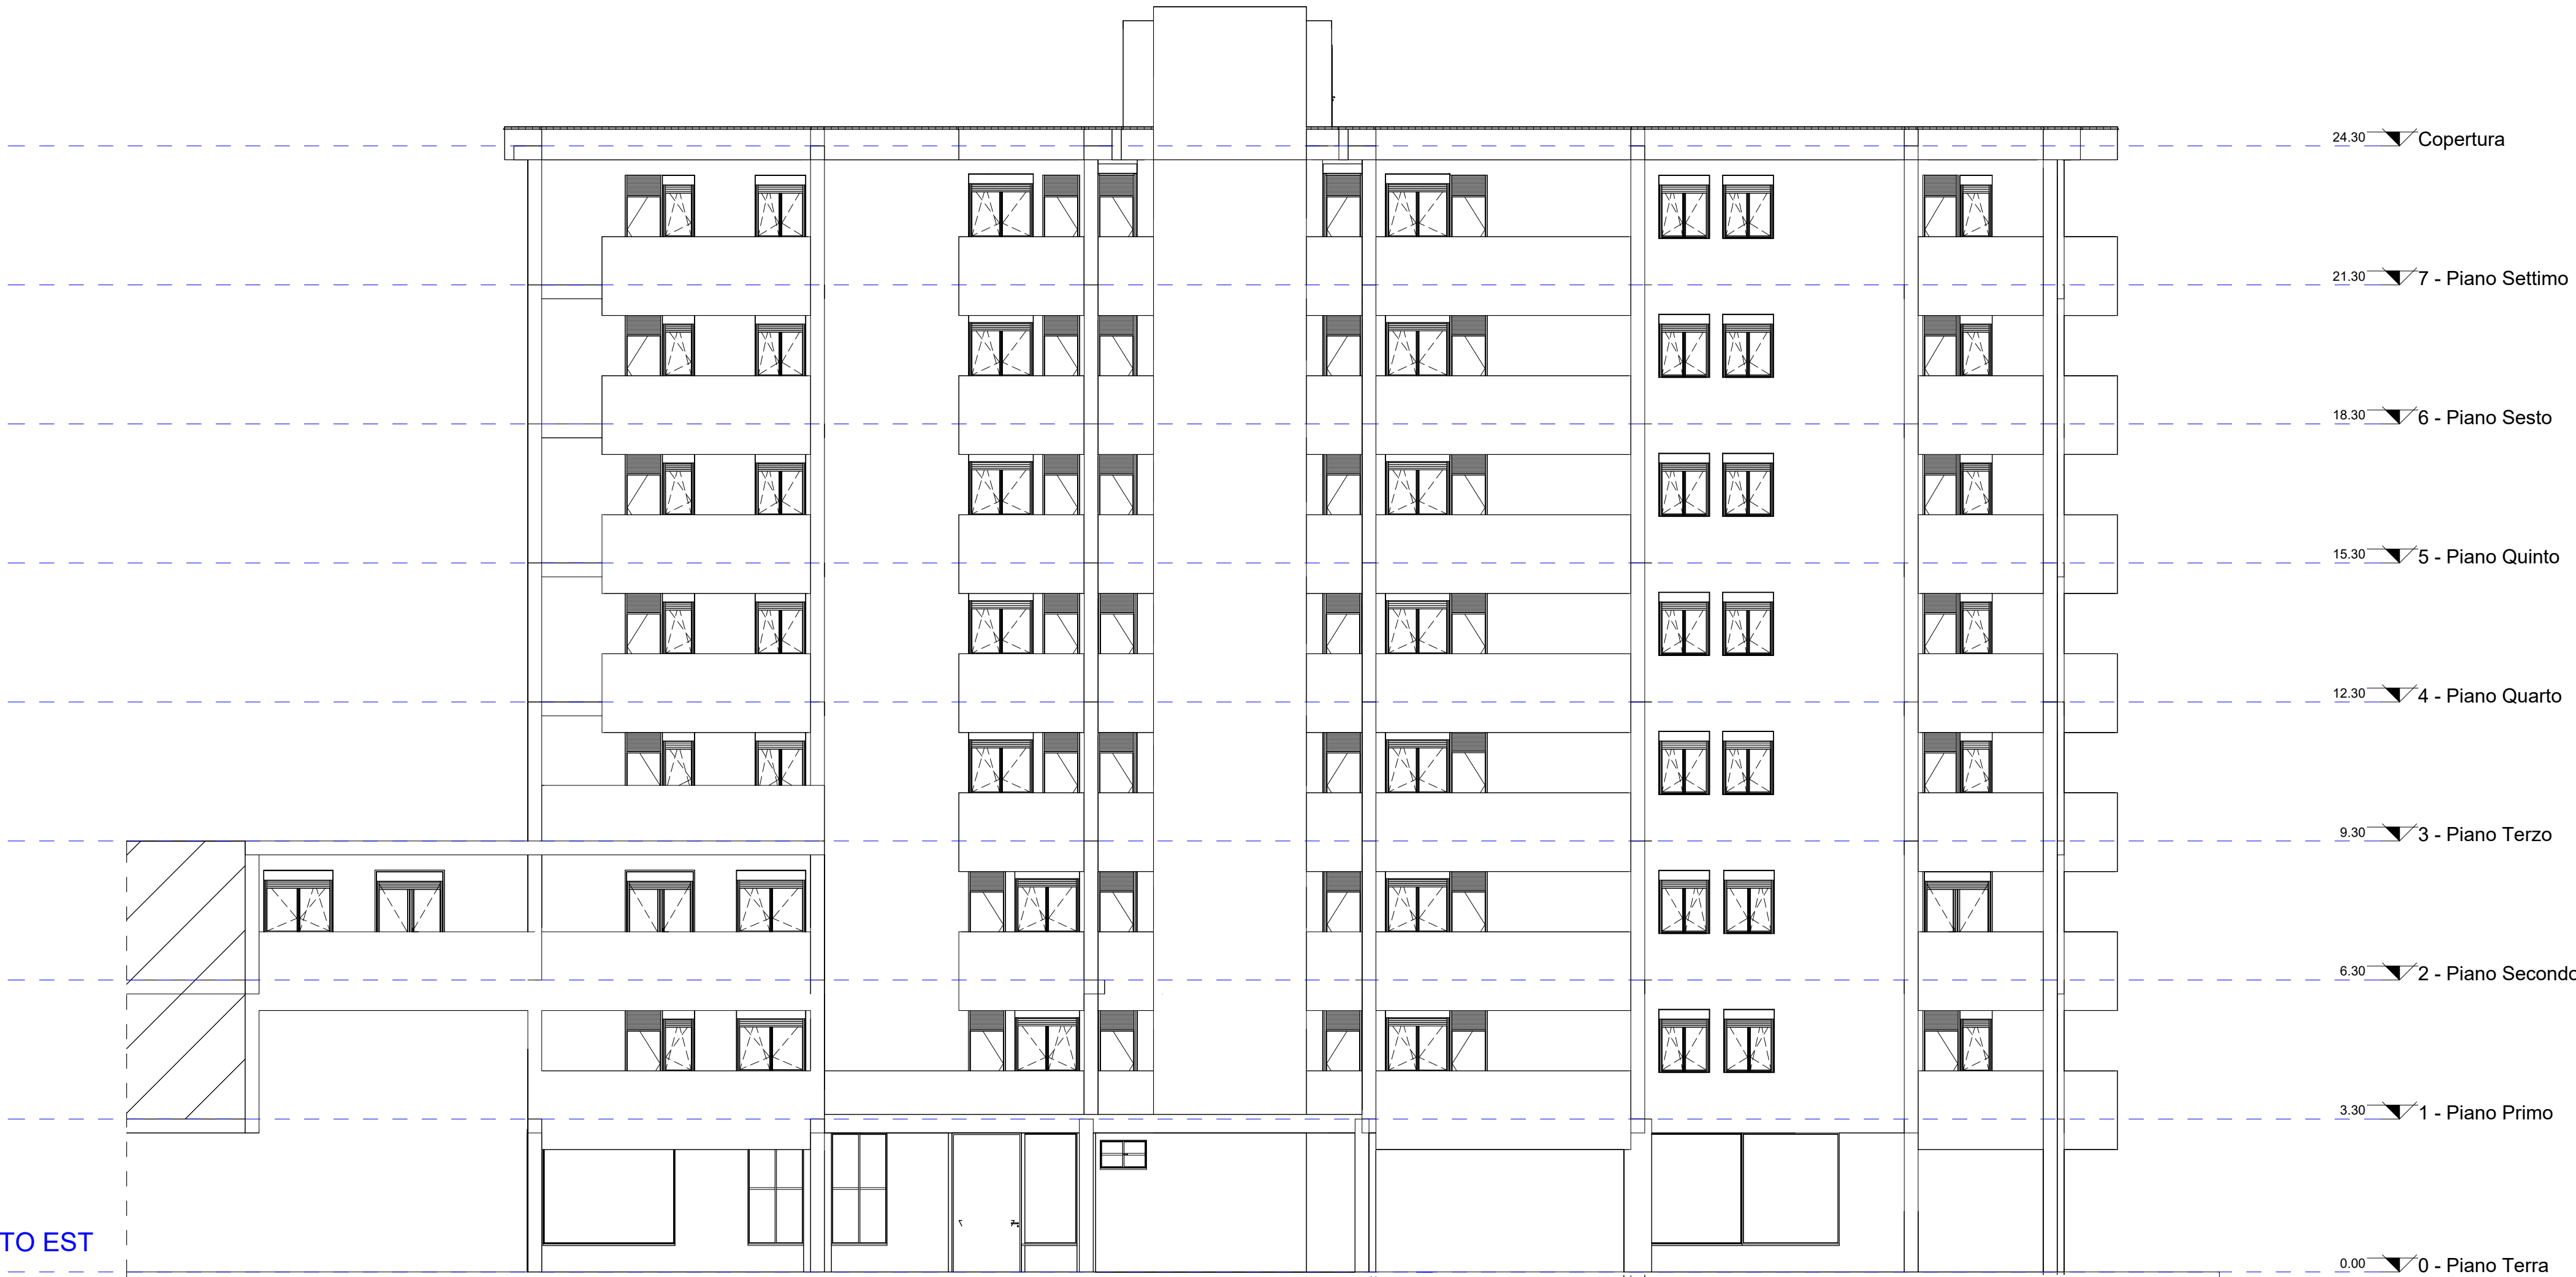 24.30 Copertura
21.30 7 - Piano Settimo
18.30 6 - Piano Sesto
15.30 5 - Piano Quinto
12.30 4 - Piano Quarto
9.30 3 - Piano Terzo
6.30 2 - Piano Secondo
3.30 1 - Piano Primo
TO EST
0.00 0 - Piano Terra